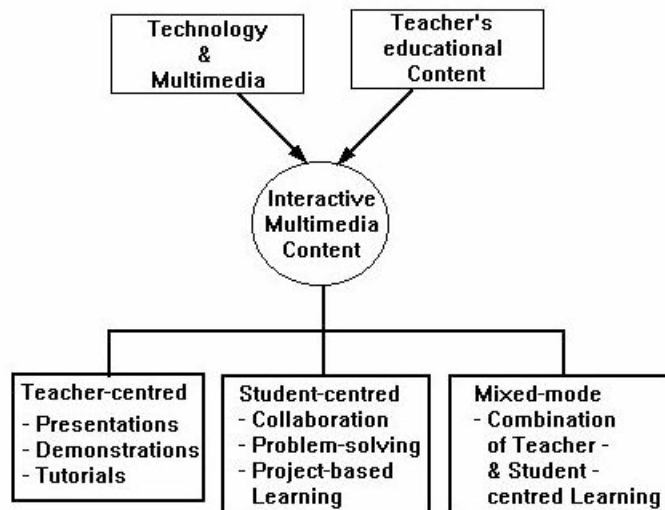 Technology
&
Multimedia
Teacher's
educational
Content
Interactive
Multimedia
Content
Teacher-centred
- Presentations
- Demonstrations
- Tutorials
Student-centred
- Collaboration
- Problem-solving
- Project-based
Learning
Mixed-mode
- Combination
of Teacher -
& Student -
centred Learning